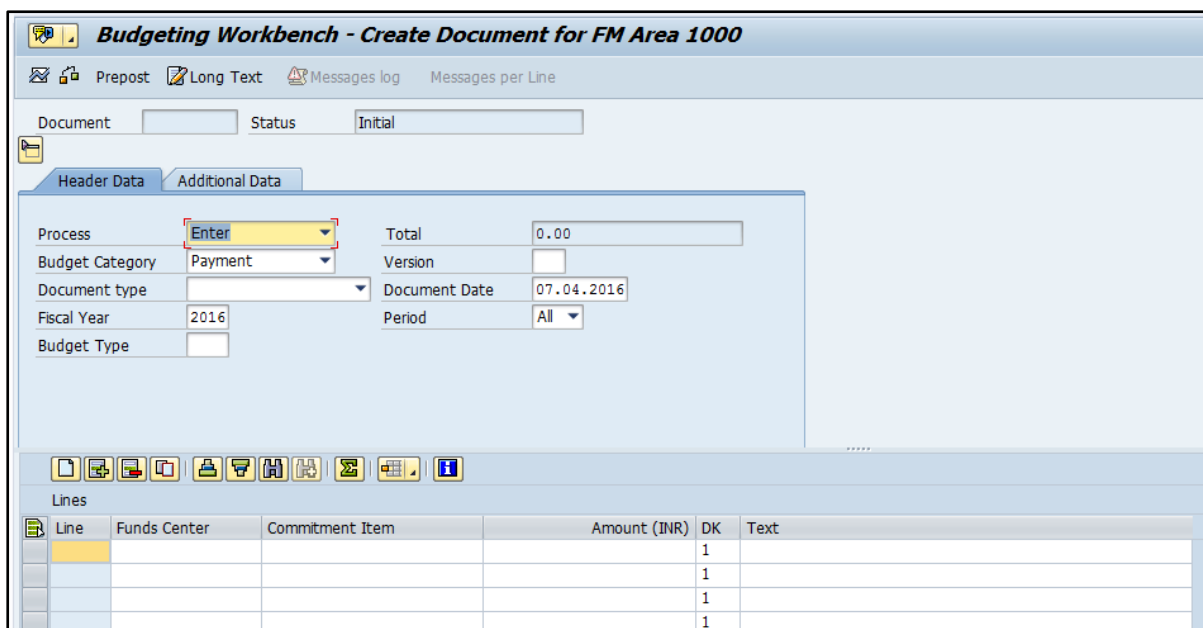 Budgeting Workbench - Create Document for FM Area 1000
Prepost Long Text Messages log Messages per Line
Document Status Initial
Header Data Additional Data
Process Enter Total 0.00
Budget Category Payment Version
Document type Document Date 07.04.2016
Fiscal Year 2016 Period All
Budget Type
Lines
Line Funds Center Commitment Item Amount (INR) DK Text
1
1
1
1